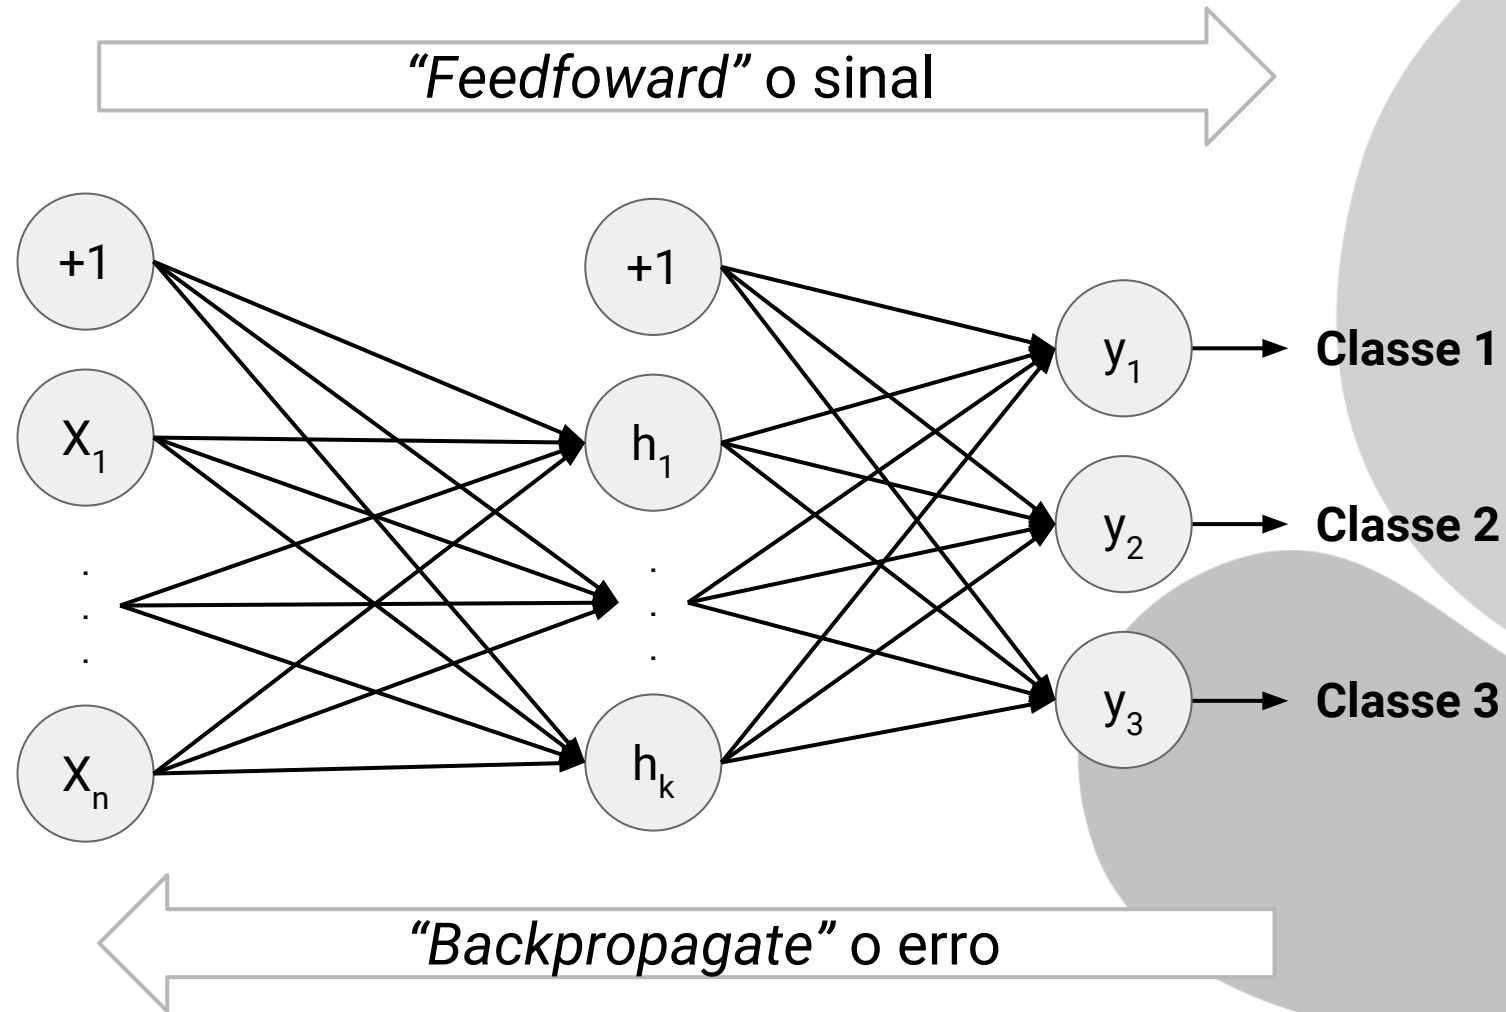 “Feedfoward” o sinal
+1
+1
y1
Classe 1
X1
h1
y2
Classe 2
.
.
.
.
.
.
y3
Classe 3
Xn
hk
“Backpropagate” o erro